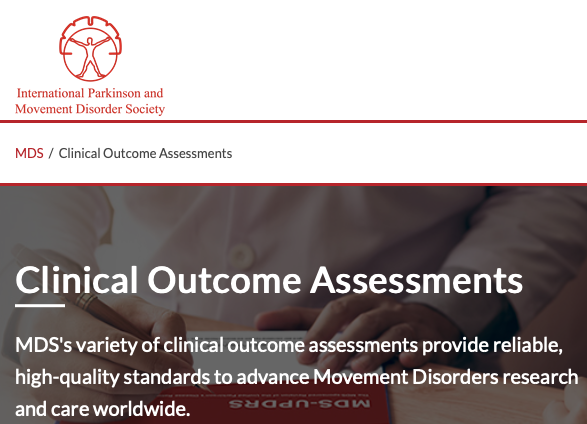 International Parkinson and
Movement Disorder Society
MDS / Clinical Outcome Assessments
Clinical Outcome Assessments
MDS's variety of clinical outcome assessments provide reliable,
high-quality standards to advance Movement Disorders research
and care worldwide.
MDS-UPDRS